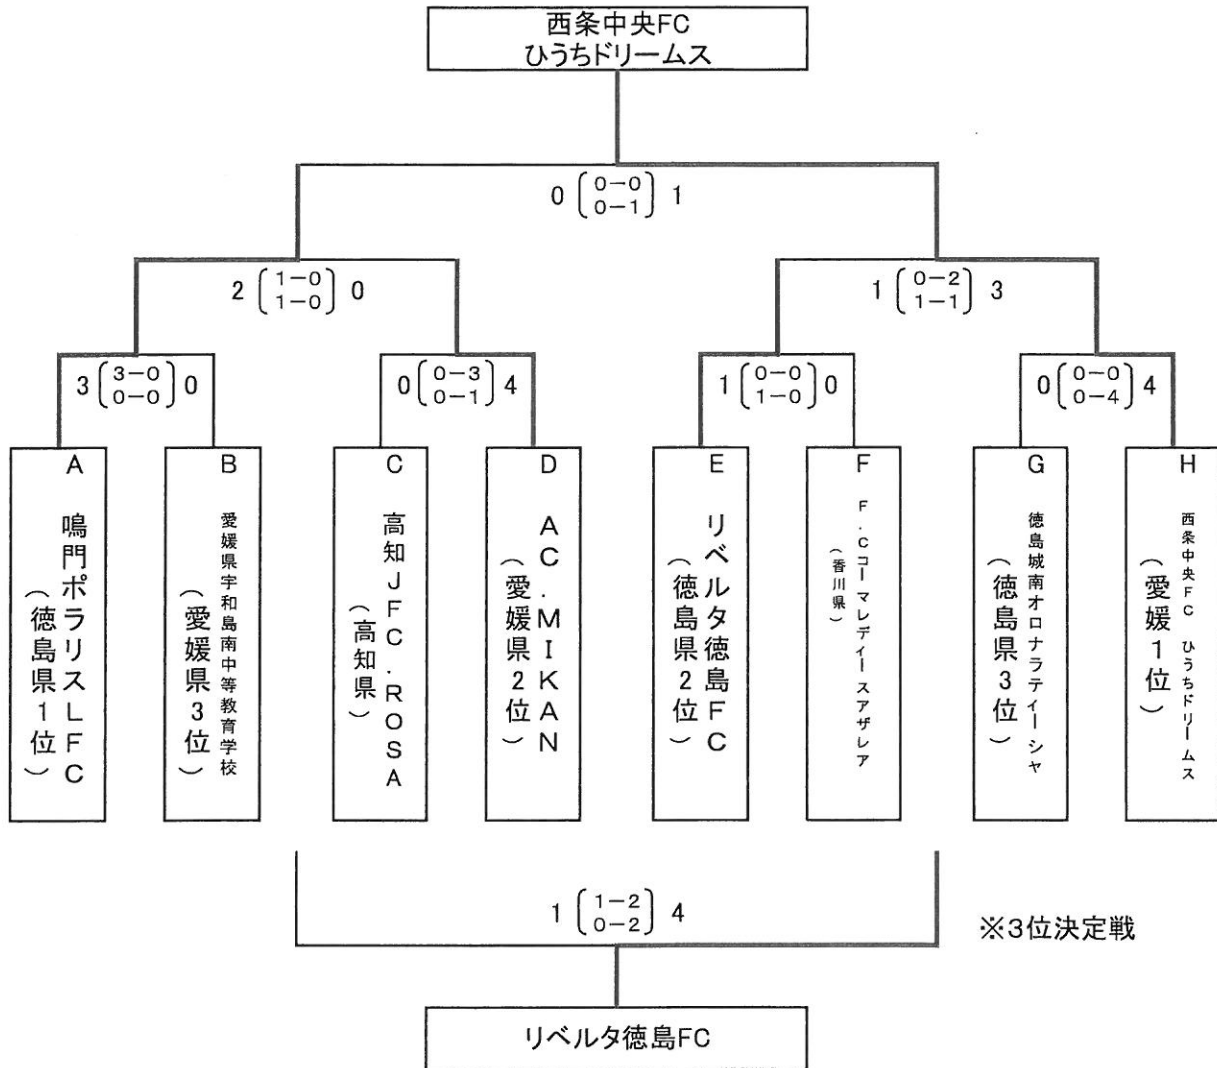 西条中央FC
ひうちドリームス
0 0-0 1
0-1
2 1-0 0
1-0
1 0-2 3
1-1
3 3-0 0
0-0
0 0-3 4
0-1
1 0-0 0
1-0
0 0-0 4
0-4
A
鳴門ポラリスLFC
(徳島県1位)
B
愛媛県宇和島南中等教育学校
(愛媛県3位)
C
高知JFC.ROSA
(高知県)
D
AC.MIKAN
(愛媛県2位)
E
リベルタ徳島FC
(徳島県2位)
F
F.Cコーマレディースアザレア
(香川県)
G
徳島城南オロナラティーシャ
(徳島県3位)
H
西条中央FC ひうちドリームス
(愛媛1位)
1 1-2 4
0-2
※3位決定戦
リベルタ徳島FC